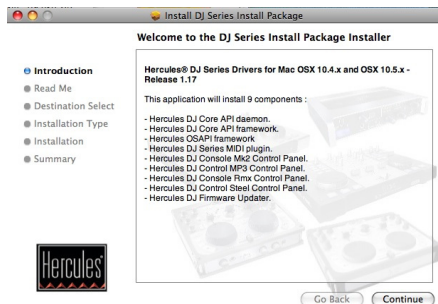 Install DJ Series Install Package
Welcome to the DJ Series Install Package Installer
Introduction
Read Me
Destination Select
Installation Type
Installation
Summary
Hercules® DJ Series Drivers for Mac OSX 10.4.x and OSX 10.5.x -
Release 1.17
This application will install 9 components :
- Hercules DJ Core API daemon.
- Hercules DJ Core API framework.
- Hercules OSAPI framework
- Hercules DJ Series MIDI plugin.
- Hercules DJ Console Mk2 Control Panel.
- Hercules DJ Control MP3 Control Panel.
- Hercules DJ Console Rmx Control Panel.
- Hercules DJ Control Steel Control Panel.
- Hercules DJ Firmware Updater.
Hercules
Go Back
Continue